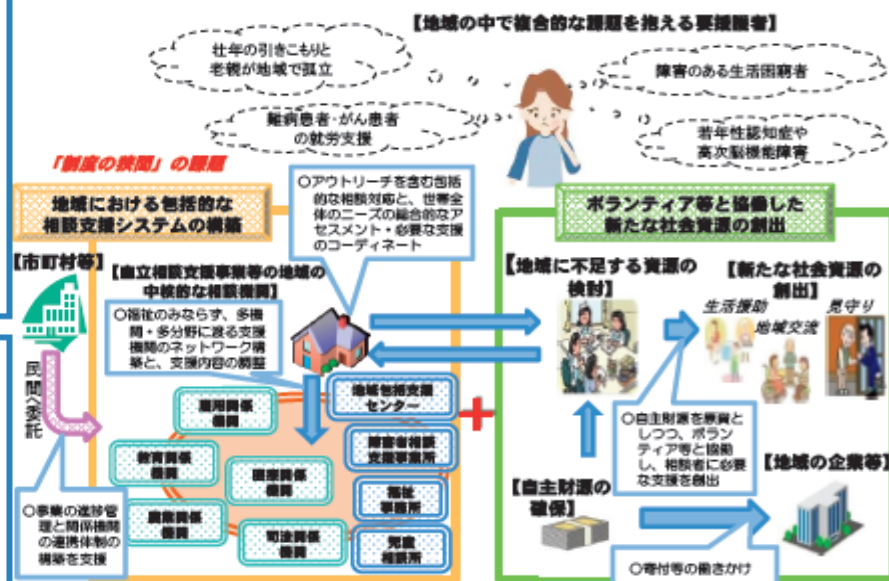 【地域の中で複合的な課題を抱える要援護者】
壮年の引きこもりと
老親が地域で孤立
障害のある生活困窮者
難病患者・がん患者
の就労支援
若年性認知症や
高次脳機能障害
「制度の狭間」の課題
地域における包括的な
相談支援システムの構築
○アウトリーチを含む包括
的な相談対応と、世帯全
体のニーズの総合的なア
セスメント・必要な支援
のコーディネート
【市町村等】
【自立相談支援事業等の地域の
中核的な相談機関】
○福祉のみならず、多機
関・多分野に渡る支援
機関のネットワーク構
築と、支援内容の調整
民間へ委託
雇用関係
機関
地域包括支援
センター
教育関係
機関
障害者相談
支援事業所
医療関係
機関
福祉
事務所
農業関係
機関
司法関係
機関
児童
相談所
○事業の進捗管
理と関係機関
の連携体制の
構築を支援
+
ボランティア等と協働した
新たな社会資源の創出
【地域に不足する資源の
検討】
【新たな社会資源の
創出】
生活援助
見守り
地域交流
○自主財源を原資と
しつつ、ボラン
ティア等と協働
し、相談者に必要
な支援を創出
【自主財源の
確保】
【地域の企業等】
○寄付等の働きかけ